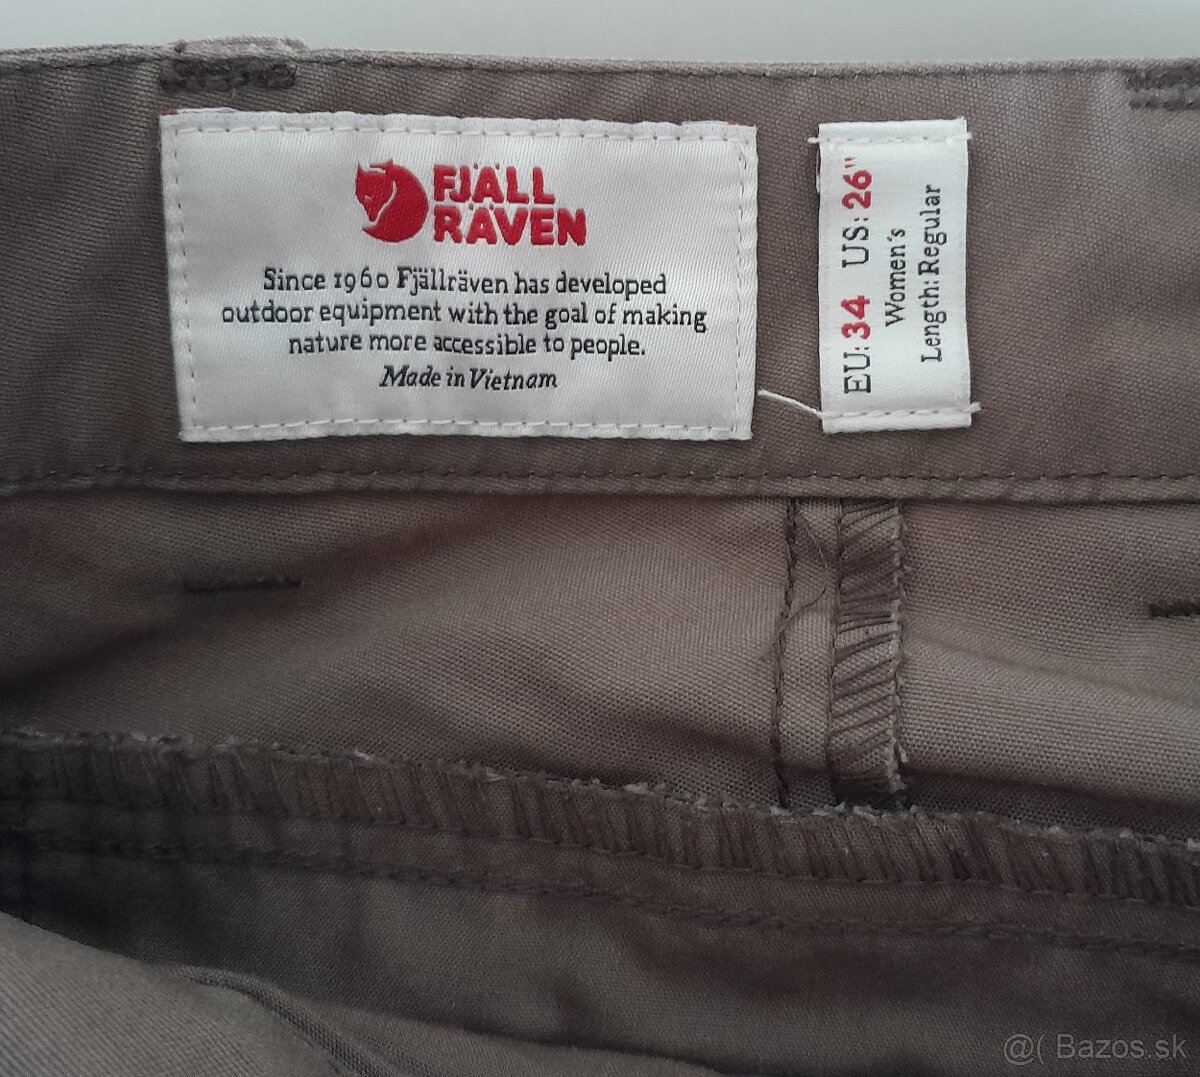 FJÄLL
RÄVEN
Since 1960 Fjällräven has developed
outdoor equipment with the goal of making
nature more accessible to people.
Made in Vietnam
EU: 34 US: 26"
Women's
Length: Regular
@( Bazos.sk